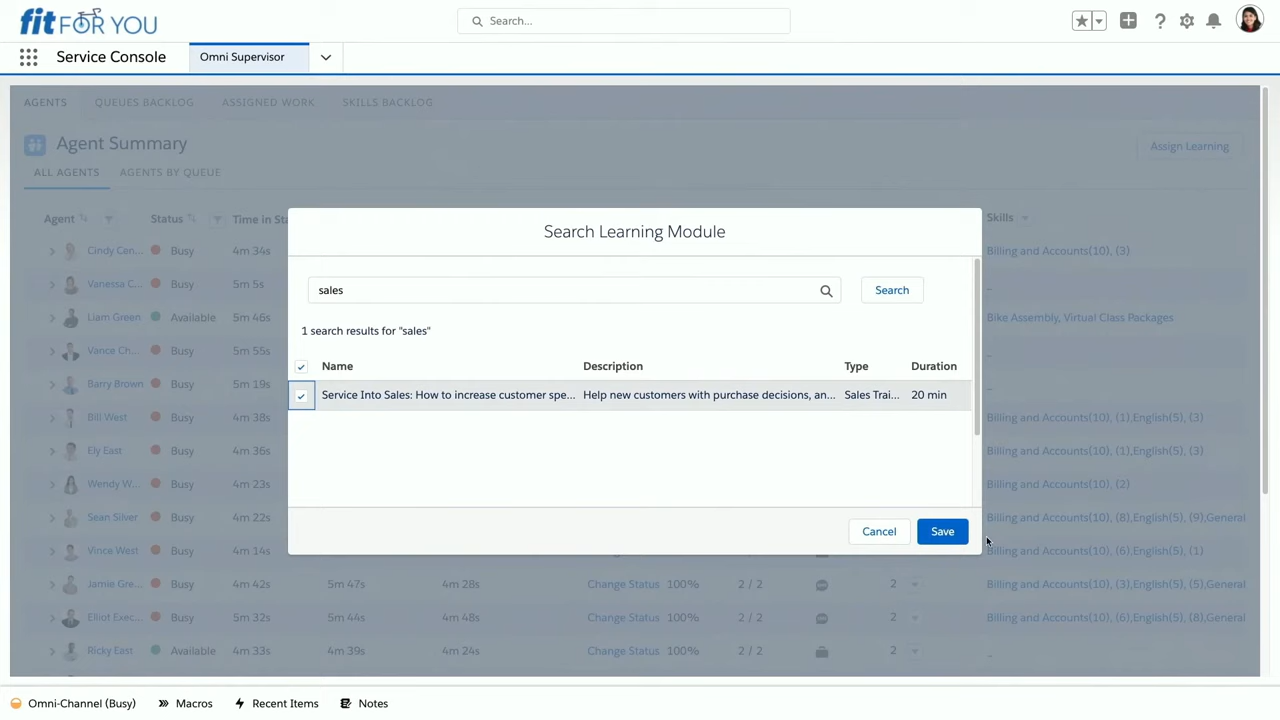 fit FOR YOU
Search...
Service Console
Omni Supervisor
AGENTS QUEUES BACKLOG ASSIGNED WORK SKILLS BACKLOG
Agent Summary
Assign Learning
ALL AGENTS AGENTS BY QUEUE
Agent Status Time in Sta Skills
Cindy Cen... Busy 4m 34s Billing and Accounts(10), (3)
Vanessa C... Busy 5m 5s _
Liam Green Available 5m 46s Bike Assembly, Virtual Class Packages
Vance Ch... Busy 5m 55s _
Barry Brown Busy 5m 19s _
Bill West Busy 4m 38s Billing and Accounts(10), (1),English(5), (3)
Ely East Busy 4m 36s Billing and Accounts(10), (1),English(5), (3)
Wendy W... Busy 4m 23s Billing and Accounts(10), (2)
Sean Silver Busy 4m 22s Billing and Accounts(10), (8),English(5), (9),General
Vince West Busy 4m 14s Billing and Accounts(10), (6),English(5), (1)
Jamie Gre... Busy 4m 42s 5m 47s 4m 28s Change Status 100% 2 / 2 2 Billing and Accounts(10), (3),English(5), (5),General
Elliot Exec... Busy 5m 32s 5m 44s 4m 48s Change Status 100% 2 / 2 2 Billing and Accounts(10), (6),English(5), (8),General
Ricky East Available 4m 33s 4m 39s 4m 24s Change Status 100% 2 / 2 2 _
Search Learning Module
sales
Search
1 search results for "sales"
Name Description Type Duration
Service Into Sales: How to increase customer spe... Help new customers with purchase decisions, an... Sales Trai... 20 min
Cancel Save
Omni-Channel (Busy) Macros Recent Items Notes